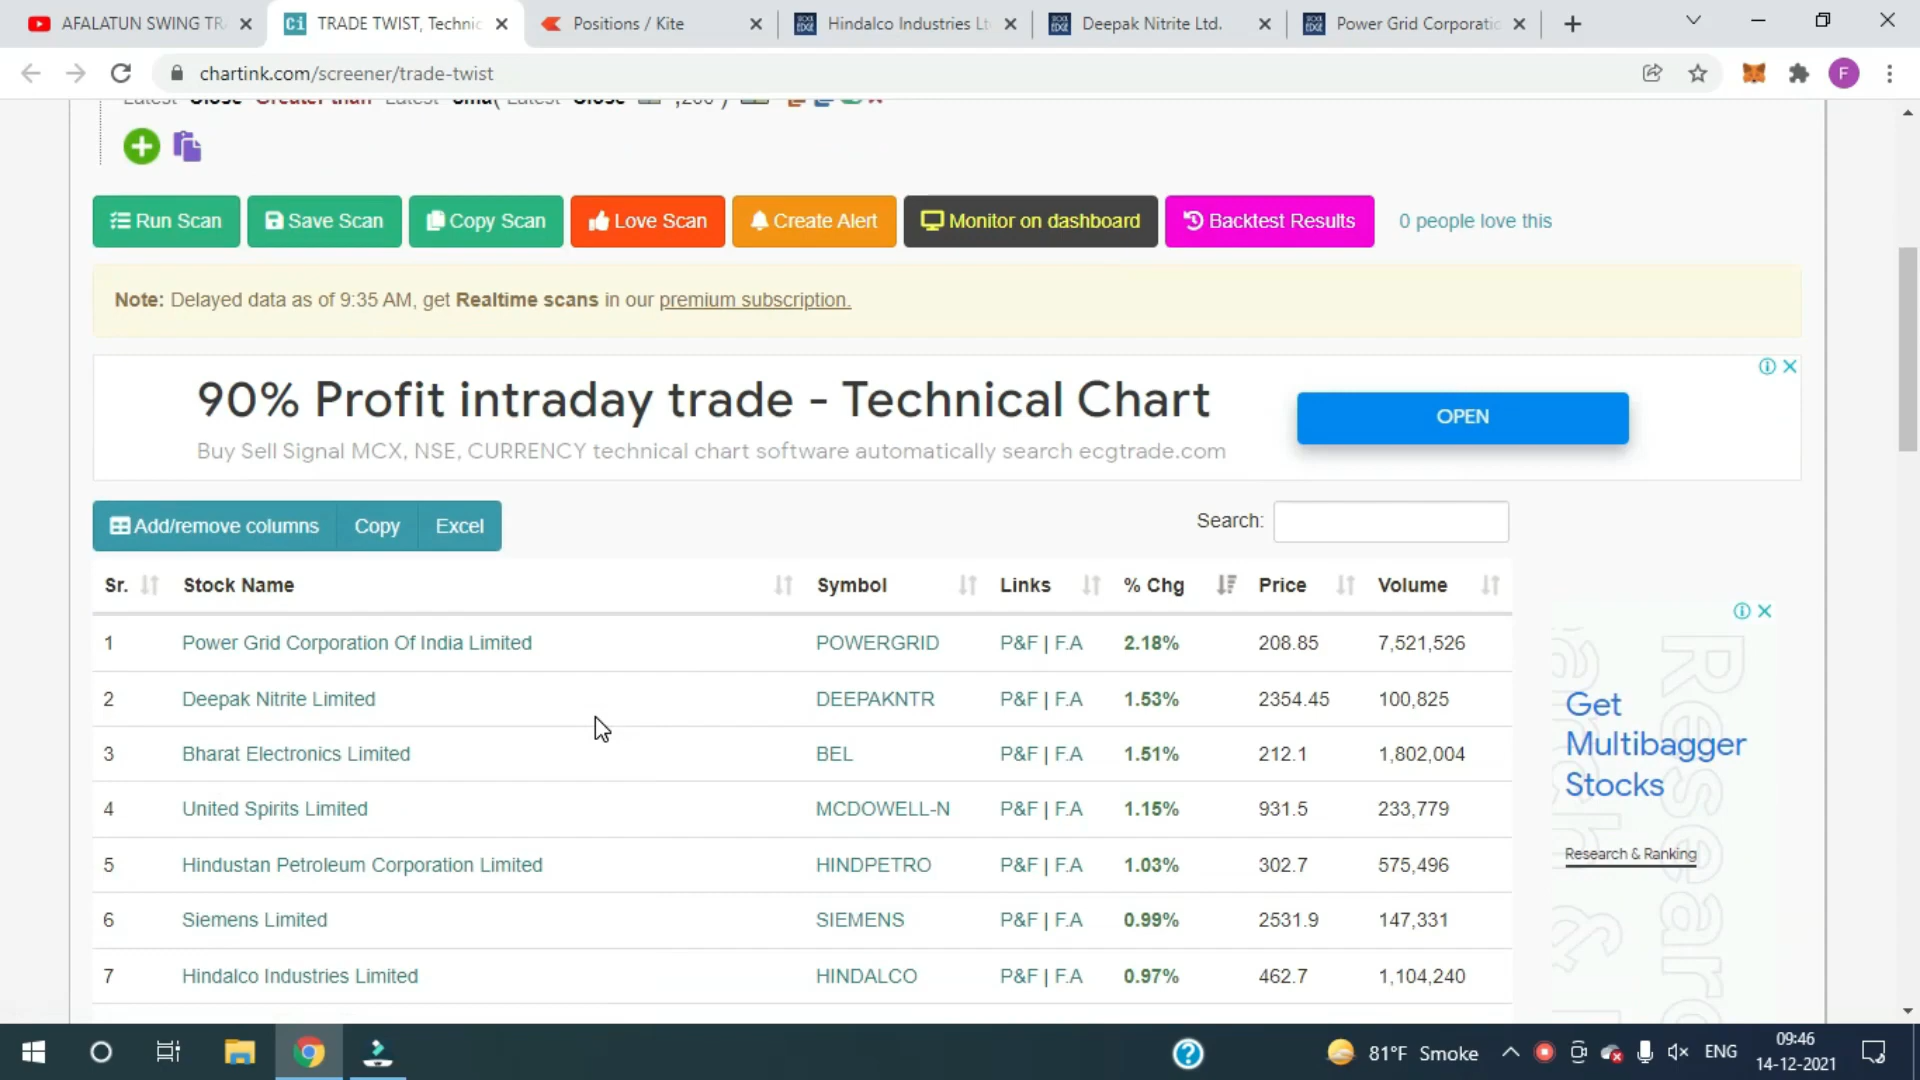 AFALATUN SWING TR
TRADE TWIST, Technic
Positions / Kite
Hindalco Industries Lt
Deepak Nitrite Ltd.
Power Grid Corporatic
chartink.com/screener/trade-twist
F
Latest Close Greater than Latest Sma( Latest Close ,200 )
Run Scan
Save Scan
Copy Scan
Love Scan
Create Alert
Monitor on dashboard
Backtest Results
0 people love this
Note: Delayed data as of 9:35 AM, get Realtime scans in our premium subscription.
90% Profit intraday trade - Technical Chart
Buy Sell Signal MCX, NSE, CURRENCY technical chart software automatically search ecgtrade.com
OPEN
Add/remove columns Copy Excel
Search:
Sr. Stock Name Symbol Links % Chg Price Volume
1 Power Grid Corporation Of India Limited POWERGRID P&F | F.A 2.18% 208.85 7,521,526
2 Deepak Nitrite Limited DEEPAKNTR P&F | F.A 1.53% 2354.45 100,825
3 Bharat Electronics Limited BEL P&F | F.A 1.51% 212.1 1,802,004
4 United Spirits Limited MCDOWELL-N P&F | F.A 1.15% 931.5 233,779
5 Hindustan Petroleum Corporation Limited HINDPETRO P&F | F.A 1.03% 302.7 575,496
6 Siemens Limited SIEMENS P&F | F.A 0.99% 2531.9 147,331
7 Hindalco Industries Limited HINDALCO P&F | F.A 0.97% 462.7 1,104,240
Get
Multibagger
Stocks
Research & Ranking
81°F Smoke
ENG
09:46
14-12-2021